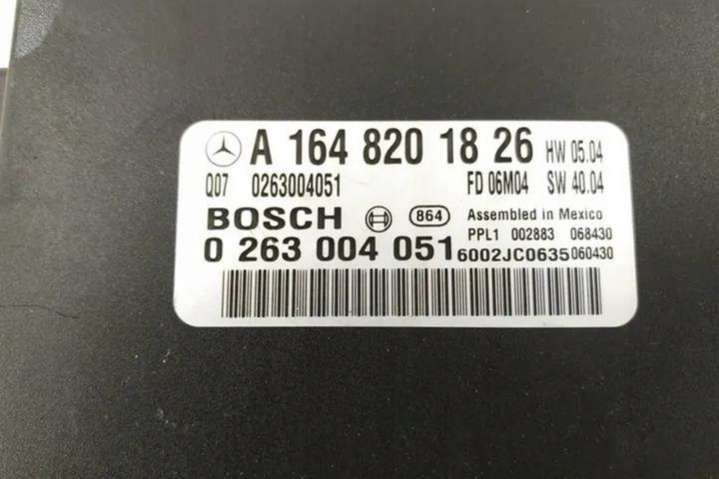 A 164 820 18 26 HW 05.04
Q07 0263004051 FD 06M04 SW 40.04
BOSCH 864 Assembled in Mexico
PPL1 002883 068430
0 263 004 051 6002JC0635 060430